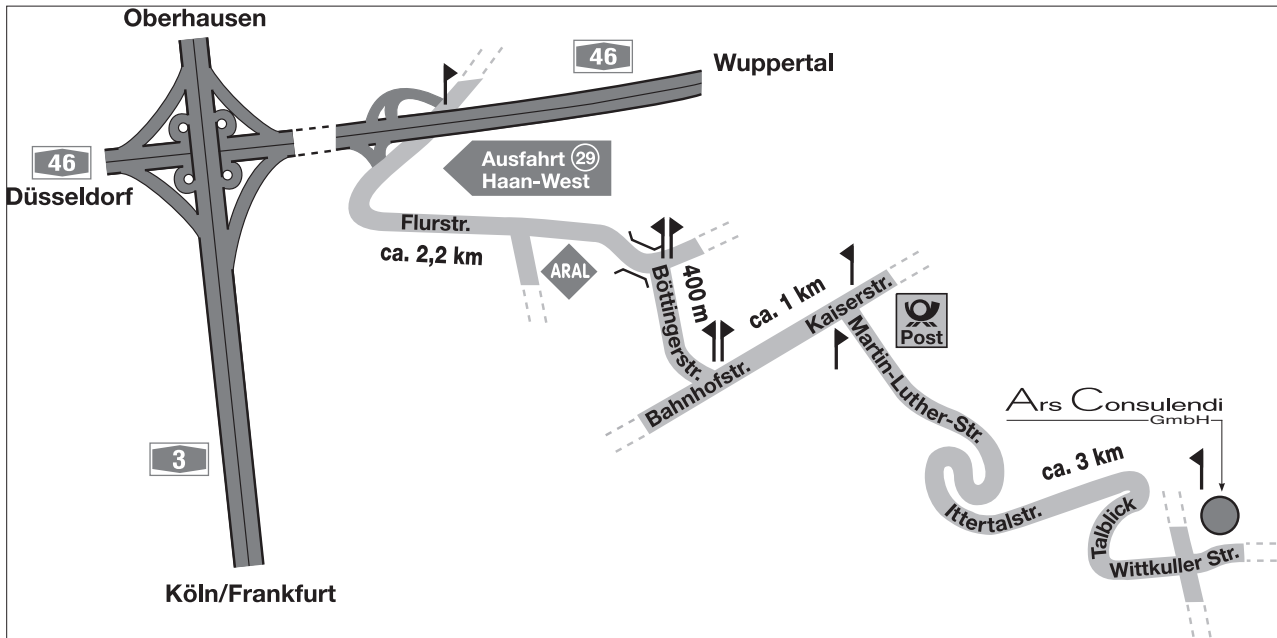 Oberhausen
46
Wuppertal
46
Düsseldorf
Ausfahrt 29
Haan-West
Flurstr.
ca. 2,2 km
ARAL
Böttingerstr.
400 m
ca. 1 km
Kaiserstr.
Post
Bahnhofstr.
Martin-Luther-Str.
Ars Consulendi
GmbH
3
ca. 3 km
Ittertalstr.
Talblick
Wittkuller Str.
Köln/Frankfurt